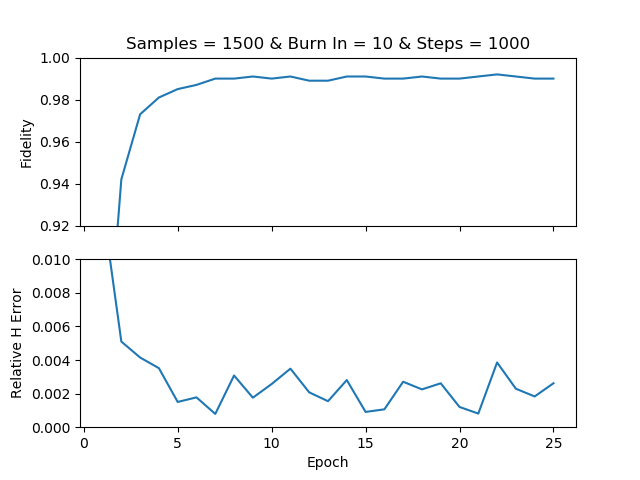 Samples = 1500 & Burn In = 10 & Steps = 1000
1.00
0.98
0.96
0.94
0.92
Fidelity
0.010
0.008
0.006
0.004
0.002
0.000
Relative H Error
0 5 10 15 20 25
Epoch